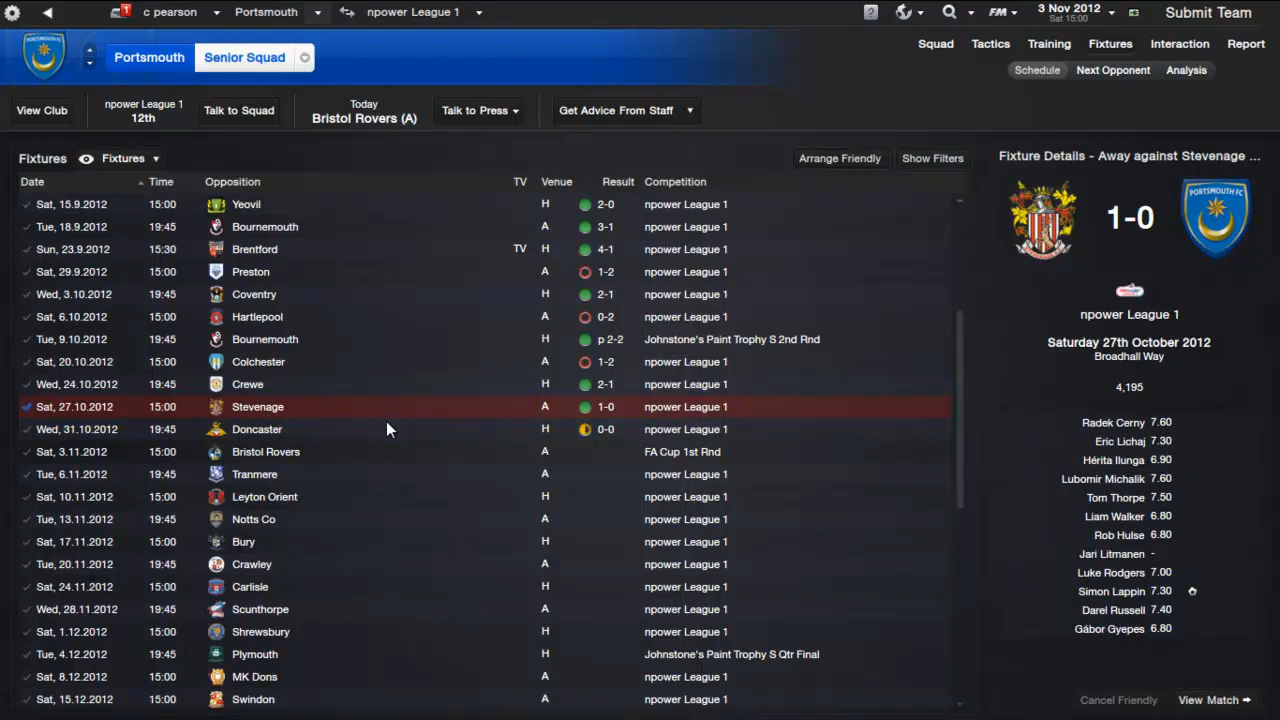 1 c pearson Portsmouth npower League 1 ? FM 3 Nov 2012 Submit Team
Sat 15:00
PORTSMOUTH FC Portsmouth Senior Squad Squad Tactics Training Fixtures Interaction Report
Schedule Next Opponent Analysis
View Club npower League 1 Talk to Squad Today Talk to Press Get Advice From Staff
12th Bristol Rovers (A)
Fixtures Fixtures Arrange Friendly Show Filters
Date Time Opposition TV Venue Result Competition
Sat, 15.9.2012 15:00 Yeovil H 2-0 npower League 1
Tue, 18.9.2012 19:45 Bournemouth A 3-1 npower League 1
Sun, 23.9.2012 15:30 Brentford TV H 4-1 npower League 1
Sat, 29.9.2012 15:00 Preston A 1-2 npower League 1
Wed, 3.10.2012 19:45 Coventry H 2-1 npower League 1
Sat, 6.10.2012 15:00 Hartlepool A 0-2 npower League 1
Tue, 9.10.2012 19:45 Bournemouth H p 2-2 Johnstone's Paint Trophy S 2nd Rnd
Sat, 20.10.2012 15:00 Colchester A 1-2 npower League 1
Wed, 24.10.2012 19:45 Crewe H 2-1 npower League 1
Sat, 27.10.2012 15:00 Stevenage A 1-0 npower League 1
Wed, 31.10.2012 19:45 Doncaster H 0-0 npower League 1
Sat, 3.11.2012 15:00 Bristol Rovers A FA Cup 1st Rnd
Tue, 6.11.2012 19:45 Tranmere A npower League 1
Sat, 10.11.2012 15:00 Leyton Orient H npower League 1
Tue, 13.11.2012 19:45 Notts Co A npower League 1
Sat, 17.11.2012 15:00 Bury H npower League 1
Tue, 20.11.2012 19:45 Crawley A npower League 1
Sat, 24.11.2012 15:00 Carlisle H npower League 1
Wed, 28.11.2012 19:45 Scunthorpe A npower League 1
Sat, 1.12.2012 15:00 Shrewsbury H npower League 1
Tue, 4.12.2012 19:45 Plymouth H Johnstone's Paint Trophy S Qtr Final
Sat, 8.12.2012 15:00 MK Dons A npower League 1
Sat, 15.12.2012 15:00 Swindon A npower League 1
Fixture Details - Away against Stevenage ...
1-0 PORTSMOUTH FC
npower League 1
Saturday 27th October 2012
Broadhall Way
4,195
Radek Cerny 7.60
Eric Lichaj 7.30
Hérita Ilunga 6.90
Lubomir Michalik 7.60
Tom Thorpe 7.50
Liam Walker 6.80
Rob Hulse 6.80
Jari Litmanen -
Luke Rodgers 7.00
Simon Lappin 7.30
Darel Russell 7.40
Gábor Gyepes 6.80
Cancel Friendly View Match